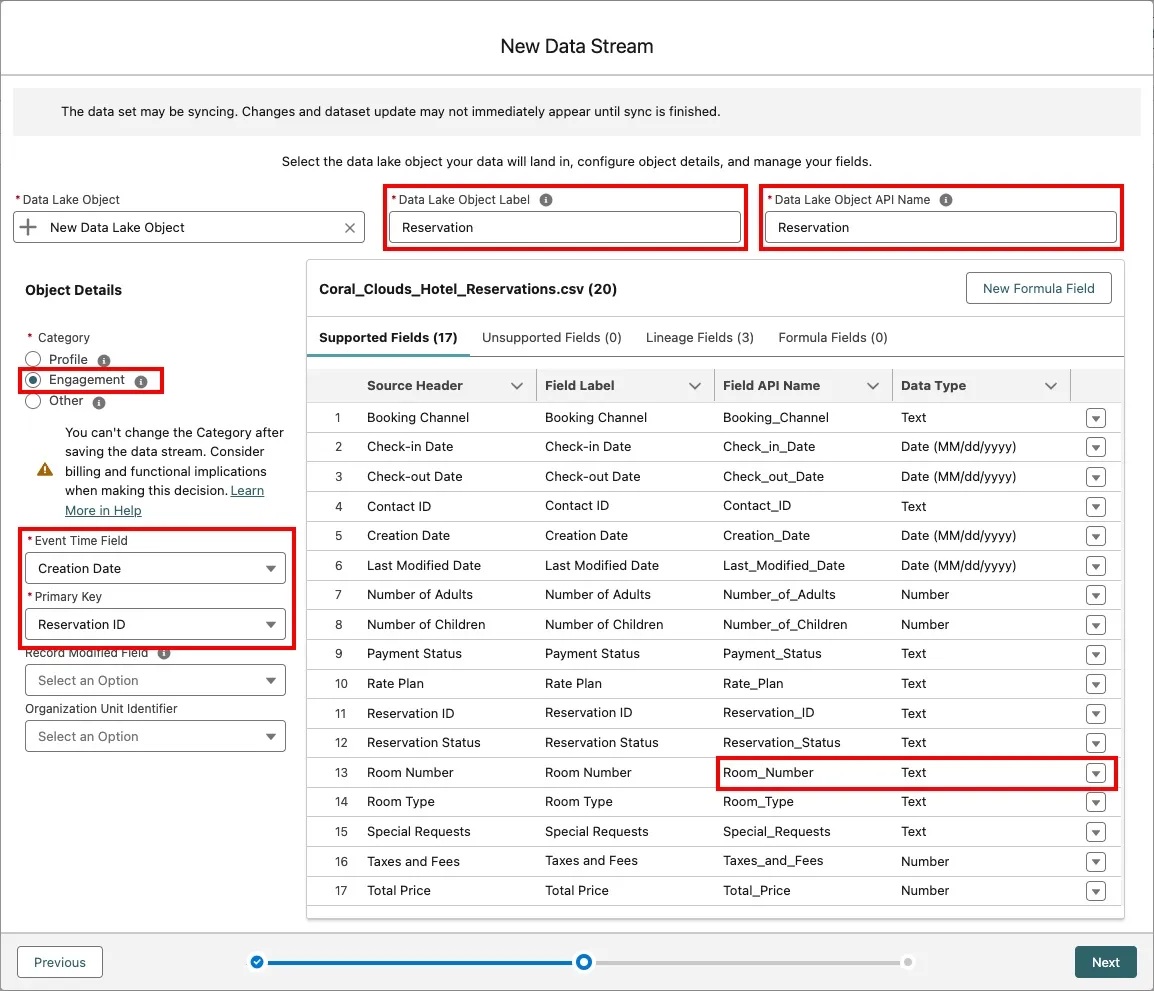 New Data Stream
The data set may be syncing. Changes and dataset update may not immediately appear until sync is finished.
Select the data lake object your data will land in, configure object details, and manage your fields.
* Data Lake Object
New Data Lake Object
* Data Lake Object Label
Reservation
* Data Lake Object API Name
Reservation
Object Details
* Category
Profile
Engagement
Other
You can't change the Category after
saving the data stream. Consider
billing and functional implications
when making this decision. Learn
More in Help
* Event Time Field
Creation Date
* Primary Key
Reservation ID
Record Modified Field
Select an Option
Organization Unit Identifier
Select an Option
Coral_Clouds_Hotel_Reservations.csv (20)
New Formula Field
Supported Fields (17) Unsupported Fields (0) Lineage Fields (3) Formula Fields (0)
Source Header Field Label Field API Name Data Type
1 Booking Channel Booking Channel Booking_Channel Text
2 Check-in Date Check-in Date Check_in_Date Date (MM/dd/yyyy)
3 Check-out Date Check-out Date Check_out_Date Date (MM/dd/yyyy)
4 Contact ID Contact ID Contact_ID Text
5 Creation Date Creation Date Creation_Date Date (MM/dd/yyyy)
6 Last Modified Date Last Modified Date Last_Modified_Date Date (MM/dd/yyyy)
7 Number of Adults Number of Adults Number_of_Adults Number
8 Number of Children Number of Children Number_of_Children Number
9 Payment Status Payment Status Payment_Status Text
10 Rate Plan Rate Plan Rate_Plan Text
11 Reservation ID Reservation ID Reservation_ID Text
12 Reservation Status Reservation Status Reservation_Status Text
13 Room Number Room Number Room_Number Text
14 Room Type Room Type Room_Type Text
15 Special Requests Special Requests Special_Requests Text
16 Taxes and Fees Taxes and Fees Taxes_and_Fees Number
17 Total Price Total Price Total_Price Number
Previous
Next